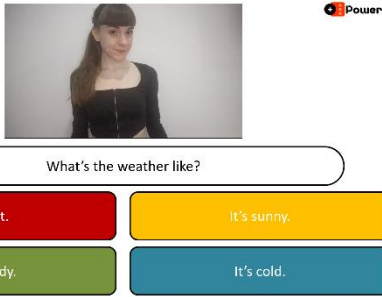 Power
What's the weather like?
t.
It's sunny.
dy.
It's cold.